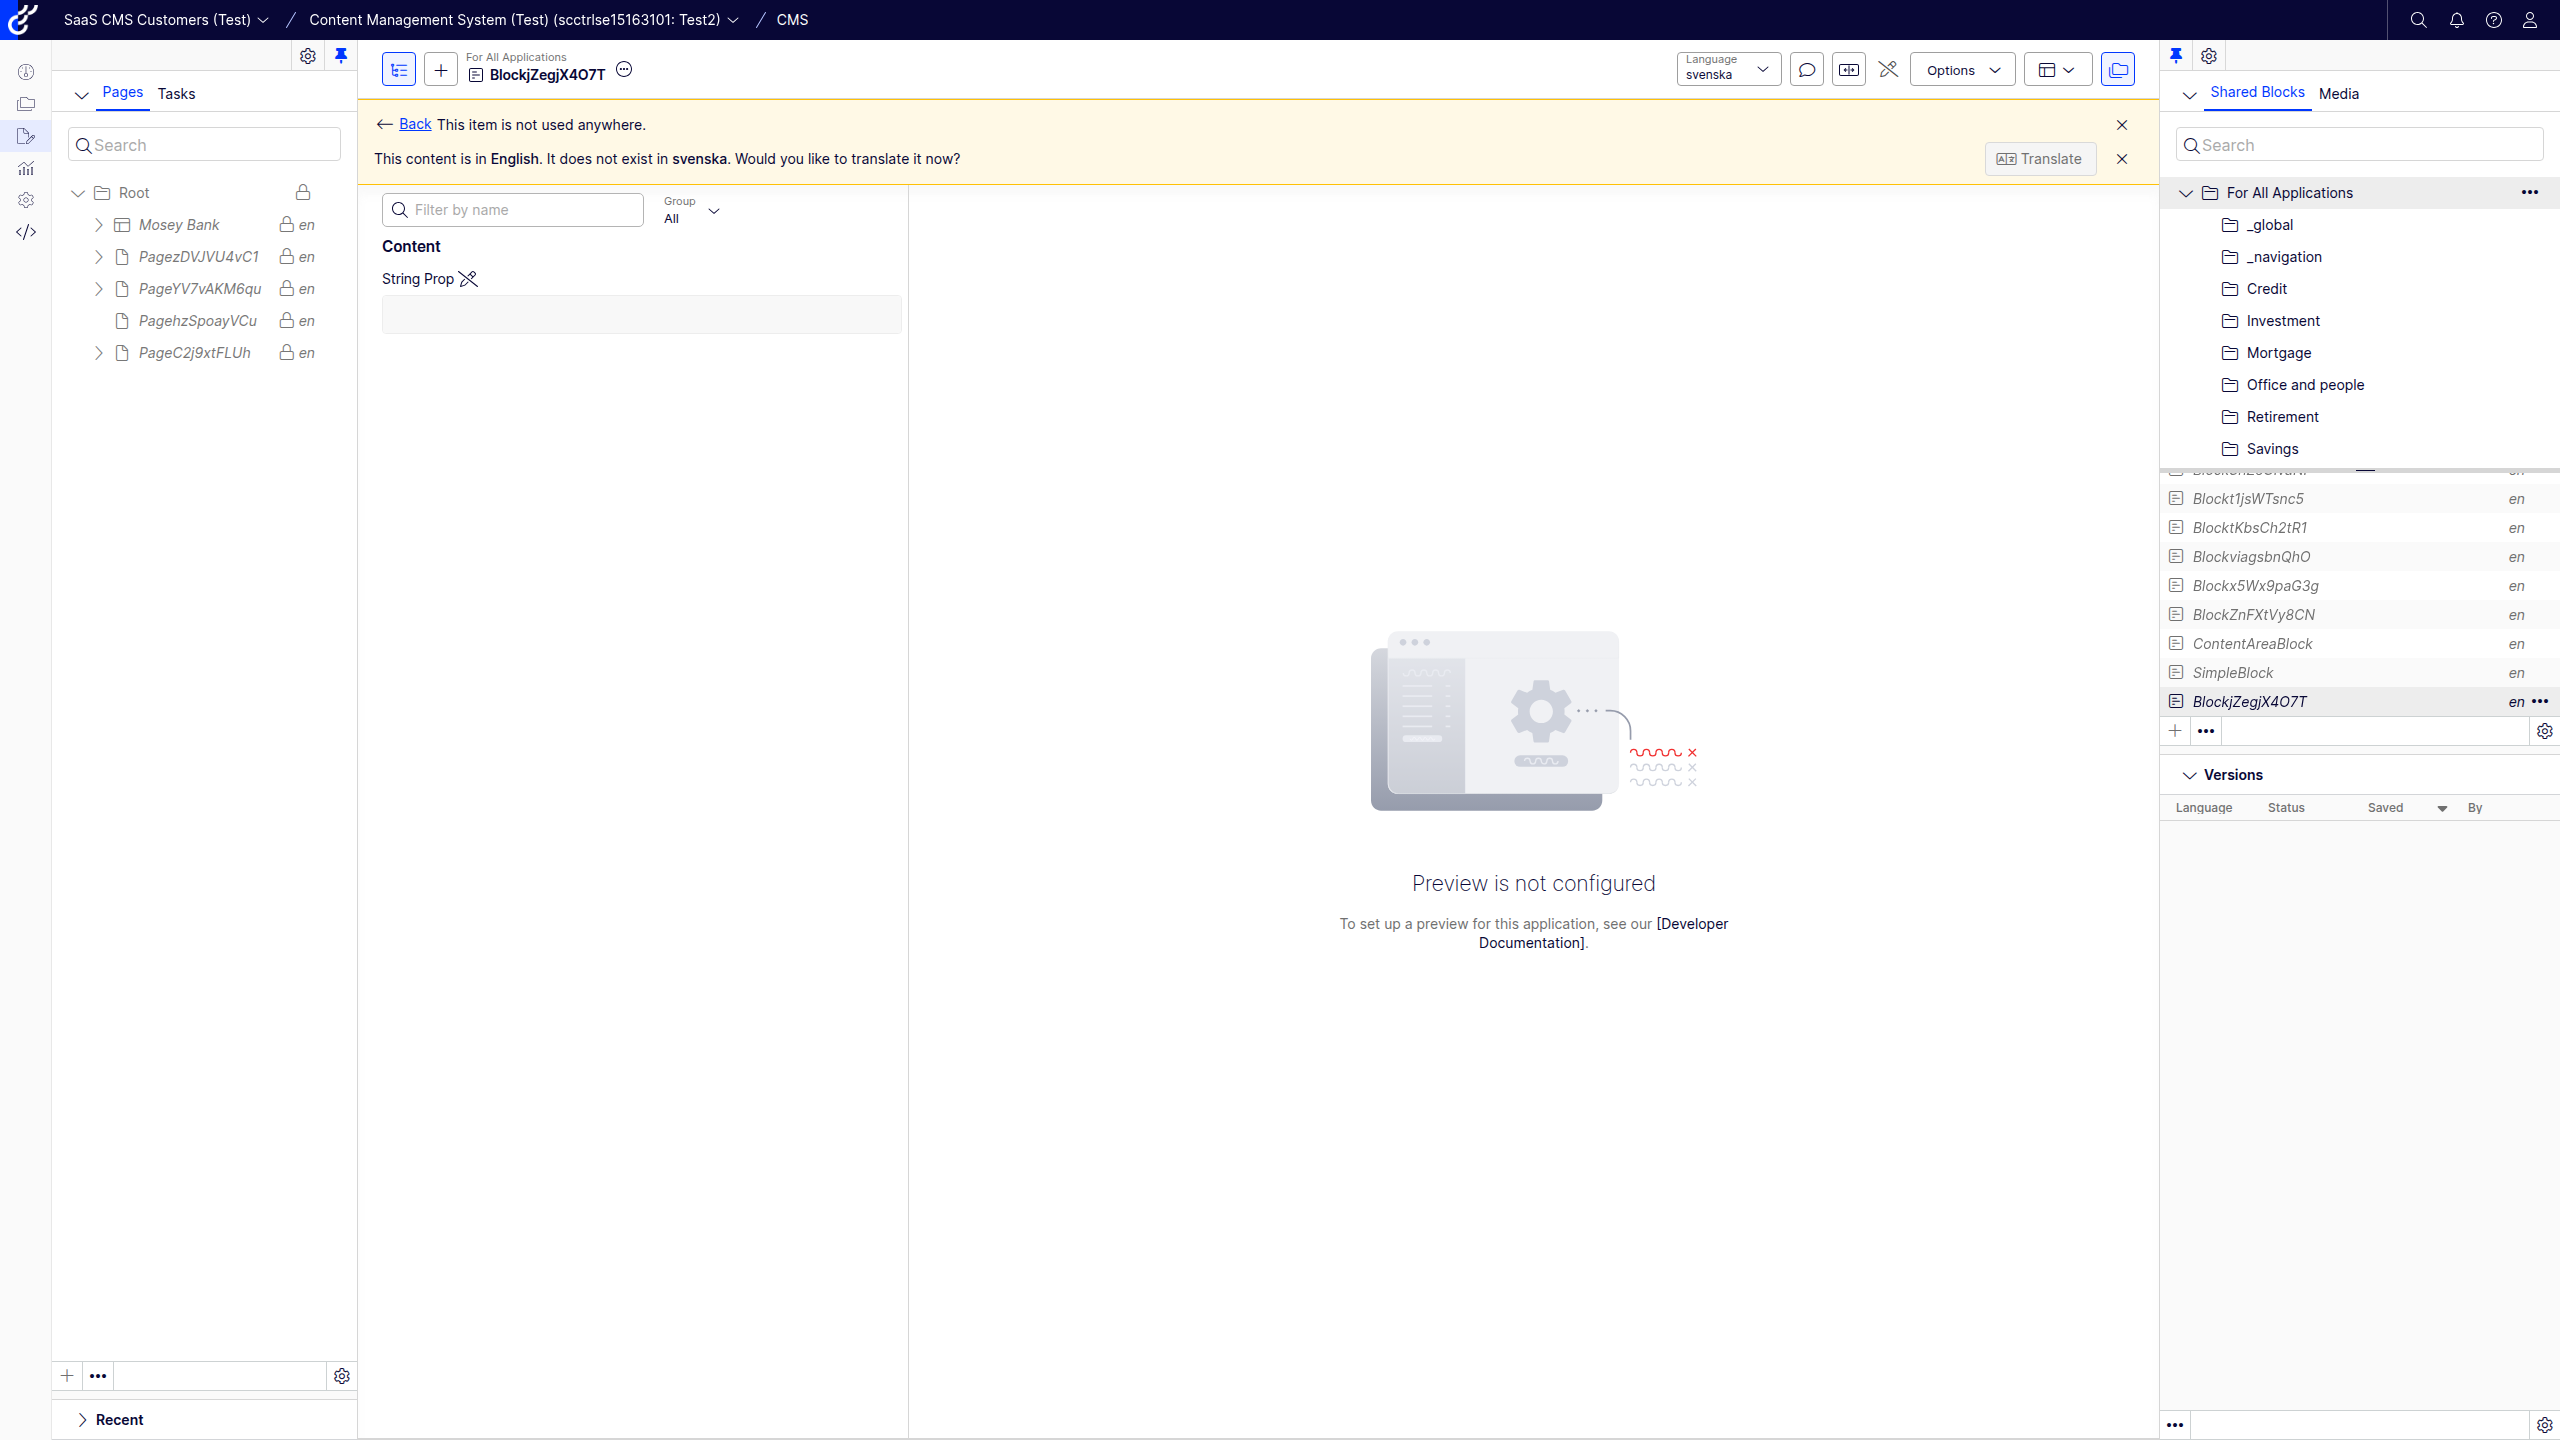 SaaS CMS Customers (Test) / Content Management System (Test) (scctrlse15163101: Test2) / CMS
Pages Tasks
Search
Root
Mosey Bank en
PagezDVJVU4vC1 en
PageYV7vAKM6qu en
PagehzSpoayVCu en
PageC2j9xtFLUh en
Recent
For All Applications
BlockjZegjX4O7T
Language
svenska
Options
Back This item is not used anywhere.
This content is in English. It does not exist in svenska. Would you like to translate it now?
Translate
Filter by name
Group
All
Content
String Prop
Preview is not configured
To set up a preview for this application, see our [Developer
Documentation].
Shared Blocks Media
Search
For All Applications
_global
_navigation
Credit
Investment
Mortgage
Office and people
Retirement
Savings
Blockt1jsWTsnc5 en
BlocktKbsCh2tR1 en
BlockviagsbnQhO en
Blockx5Wx9paG3g en
BlockZnFXtVy8CN en
ContentAreaBlock en
SimpleBlock en
BlockjZegjX4O7T en
Versions
Language Status Saved By